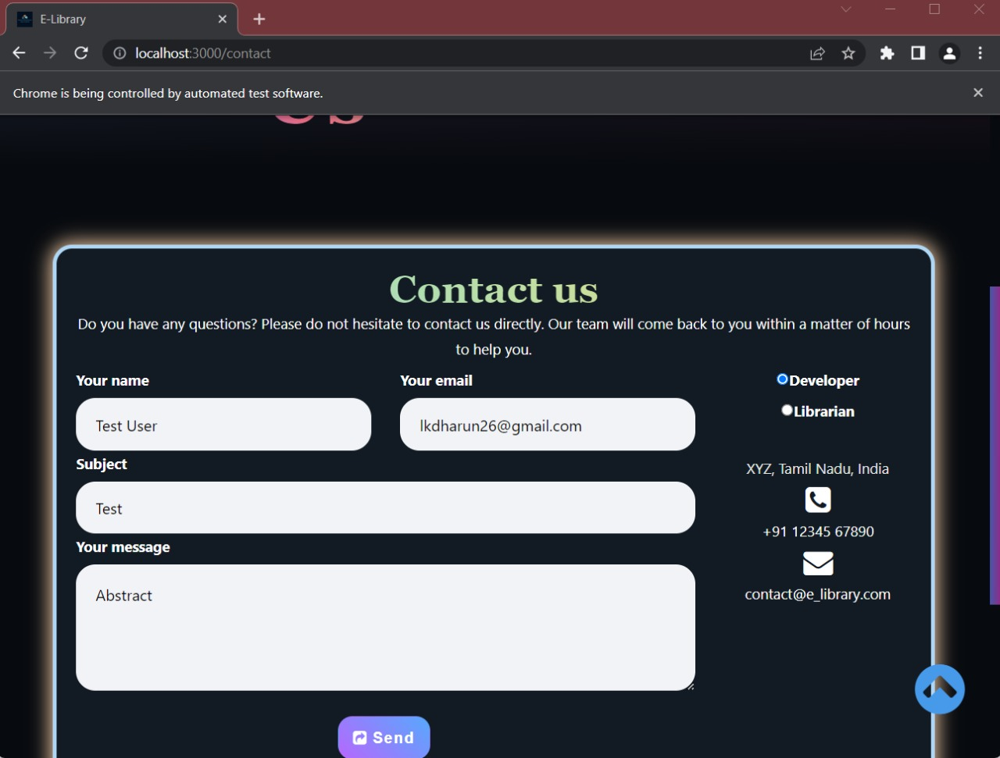 E-Library
localhost:3000/contact
Chrome is being controlled by automated test software.
Contact us
Do you have any questions? Please do not hesitate to contact us directly. Our team will come back to you within a matter of hours
to help you.
Your name
Your email
Developer
Librarian
Test User
lkdharun26@gmail.com
Subject
XYZ, Tamil Nadu, India
Test
+91 12345 67890
Your message
Abstract
contact@e_library.com
Send